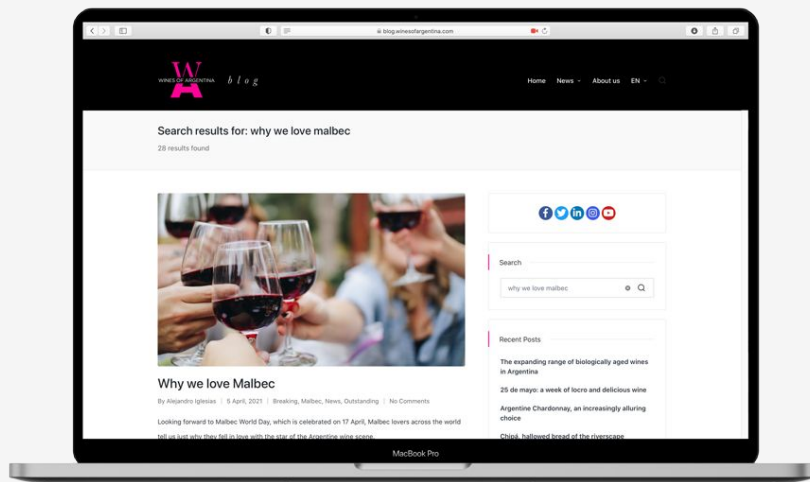 blog.winesofargentina.com
WA
WINES OF ARGENTINA
blog
Home News About us EN
Search results for: why we love malbec
28 results found
Why we love Malbec
By Alejandro Iglesias | 5 April, 2021 | Breaking, Malbec, News, Outstanding | No Comments
Looking forward to Malbec World Day, which is celebrated on 17 April, Malbec lovers across the world
tell us just why they fell in love with the star of the Argentine wine scene.
Search
why we love malbec
Recent Posts
The expanding range of biologically aged wines
in Argentina
25 de mayo: a week of locro and delicious wine
Argentine Chardonnay, an increasingly alluring
choice
Chipá, hallowed bread of the riverscape
MacBook Pro